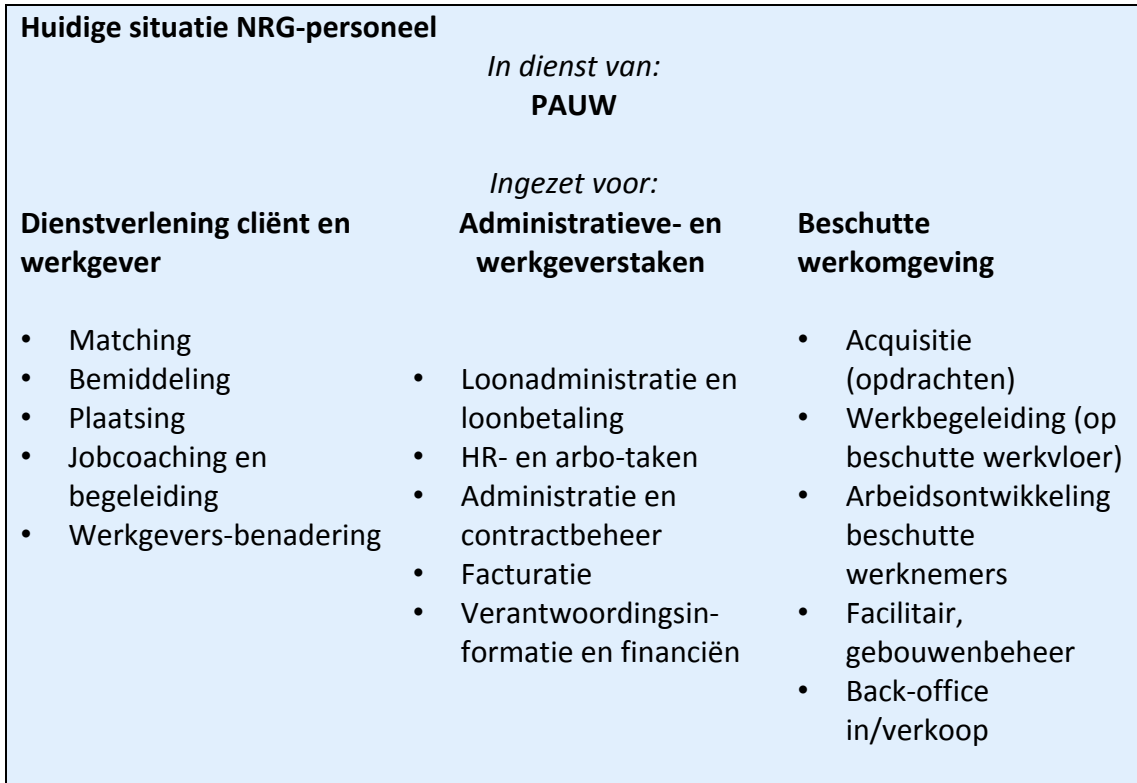 Huidige situatie NRG-personeel
In dienst van:
PAUW
Ingezet voor:
Dienstverlening cliënt en
werkgever
• Matching
• Bemiddeling
• Plaatsing
• Jobcoaching en
begeleiding
• Werkgevers-benadering
Administratieve- en
werkgeverstaken
• Loonadministratie en
loonbetaling
• HR- en arbo-taken
• Administratie en
contractbeheer
• Facturatie
• Verantwoordingsin-
formatie en financiën
Beschutte
werkomgeving
• Acquisitie
(opdrachten)
• Werkbegeleiding (op
beschutte werkvloer)
• Arbeidsontwikkeling
beschutte
werknemers
• Facilitair,
gebouwenbeheer
• Back-office
in/verkoop